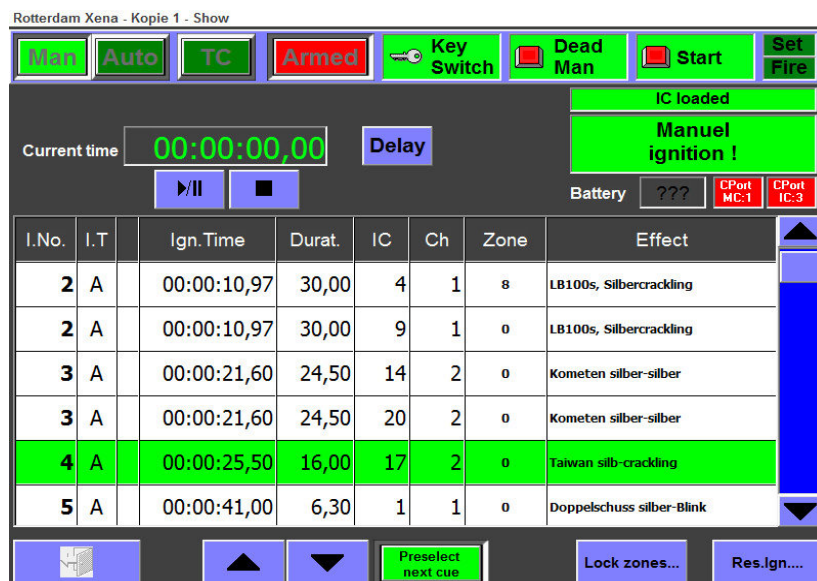 Rotterdam Xena - Kopie 1 - Show
Man Auto TC Armed Key Switch Dead Man Start Set Fire
IC loaded
Current time 00:00:00,00 Delay Manuel ignition !
Battery ??? CPort MC:1 CPort IC:3
I.No. I.T Ign.Time Durat. IC Ch Zone Effect
2 A 00:00:10,97 30,00 4 1 8 LB100s, Silbercrackling
2 A 00:00:10,97 30,00 9 1 0 LB100s, Silbercrackling
3 A 00:00:21,60 24,50 14 2 0 Kometen silber-silber
3 A 00:00:21,60 24,50 20 2 0 Kometen silber-silber
4 A 00:00:25,50 16,00 17 2 0 Taiwan silb-crackling
5 A 00:00:41,00 6,30 1 1 0 Doppelschuss silber-Blink
Preselect next cue Lock zones... Res.Ign....